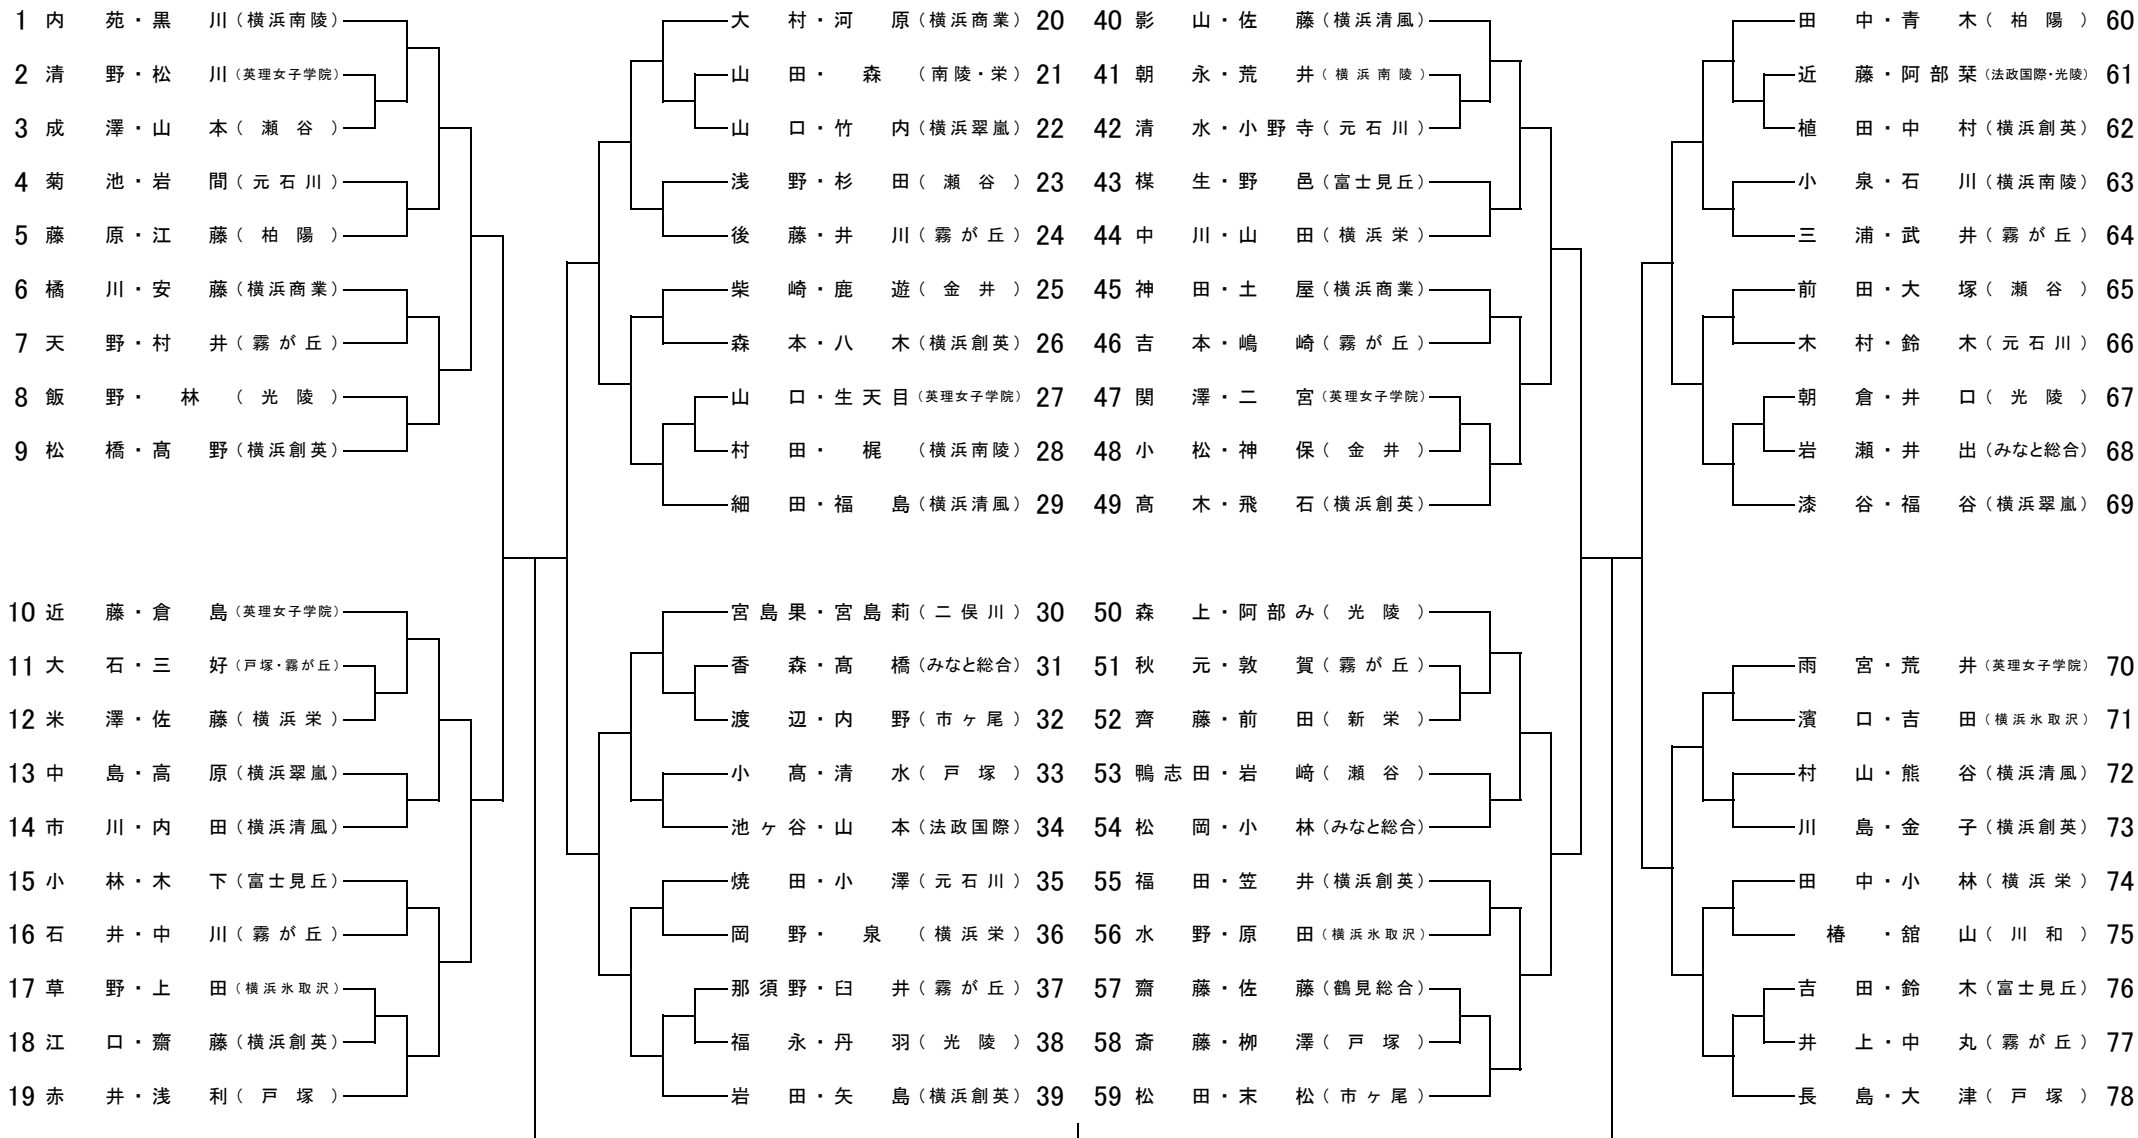 1 内苑・黒川(横浜南陵)
2 清野・松川(英理女子学院)
3 成澤・山本(瀬谷)
4 菊池・岩間(元石川)
5 藤原・江藤(柏陽)
6 橘川・安藤(横浜商業)
7 天野・村井(霧が丘)
8 飯野・林(光陵)
9 松橋・髙野(横浜創英)
10 近藤・倉島(英理女子学院)
11 大石・三好(戸塚・霧が丘)
12 米澤・佐藤(横浜栄)
13 中島・高原(横浜翠嵐)
14 市川・内田(横浜清風)
15 小林・木下(富士見丘)
16 石井・中川(霧が丘)
17 草野・上田(横浜氷取沢)
18 江口・齋藤(横浜創英)
19 赤井・浅利(戸塚)
大村・河原(横浜商業) 20
山田・森(南陵・栄) 21
山口・竹内(横浜翠嵐) 22
浅野・杉田(瀬谷) 23
後藤・井川(霧が丘) 24
柴崎・鹿遊(金井) 25
森本・八木(横浜創英) 26
山口・生天目(英理女子学院) 27
村田・梶(横浜南陵) 28
細田・福島(横浜清風) 29
宮島果・宮島莉(二俣川) 30
香森・髙橋(みなと総合) 31
渡辺・内野(市ヶ尾) 32
小髙・清水(戸塚) 33
池ヶ谷・山本(法政国際) 34
焼田・小澤(元石川) 35
岡野・泉(横浜栄) 36
那須野・臼井(霧が丘) 37
福永・丹羽(光陵) 38
岩田・矢島(横浜創英) 39
40 影山・佐藤(横浜清風)
41 朝永・荒井(横浜南陵)
42 清水・小野寺(元石川)
43 楳生・野邑(富士見丘)
44 中川・山田(横浜栄)
45 神田・土屋(横浜商業)
46 吉本・嶋崎(霧が丘)
47 関澤・二宮(英理女子学院)
48 小松・神保(金井)
49 髙木・飛石(横浜創英)
50 森上・阿部み(光陵)
51 秋元・敦賀(霧が丘)
52 齊藤・前田(新栄)
53 鴨志田・岩﨑(瀬谷)
54 松岡・小林(みなと総合)
55 福田・笠井(横浜創英)
56 水野・原田(横浜氷取沢)
57 齋藤・佐藤(鶴見総合)
58 斎藤・栁澤(戸塚)
59 松田・末松(市ヶ尾)
田中・青木(柏陽) 60
近藤・阿部栞(法政国際・光陵) 61
植田・中村(横浜創英) 62
小泉・石川(横浜南陵) 63
三浦・武井(霧が丘) 64
前田・大塚(瀬谷) 65
木村・鈴木(元石川) 66
朝倉・井口(光陵) 67
岩瀬・井出(みなと総合) 68
漆谷・福谷(横浜翠嵐) 69
雨宮・荒井(英理女子学院) 70
濱口・吉田(横浜氷取沢) 71
村山・熊谷(横浜清風) 72
川島・金子(横浜創英) 73
田中・小林(横浜栄) 74
椿・舘山(川和) 75
吉田・鈴木(富士見丘) 76
井上・中丸(霧が丘) 77
長島・大津(戸塚) 78